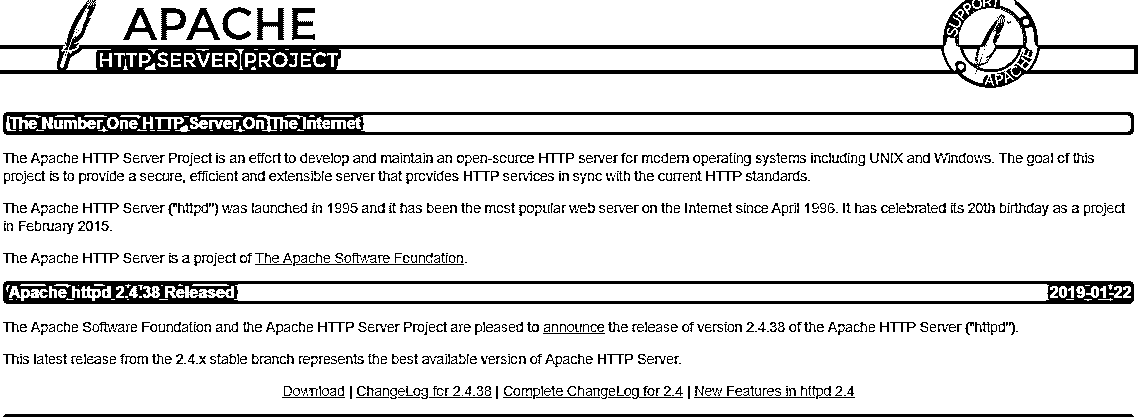 APACHE
HTTP SERVER PROJECT
SUPPORT
APACHE
The Number One HTTP Server On The Internet
The Apache HTTP Server Project is an effort to develop and maintain an open-source HTTP server for modern operating systems including UNIX and Windows. The goal of this
project is to provide a secure, efficient and extensible server that provides HTTP services in sync with the current HTTP standards.
The Apache HTTP Server ("httpd") was launched in 1995 and it has been the most popular web server on the Internet since April 1996. It has celebrated its 20th birthday as a project
in February 2015.
The Apache HTTP Server is a project of The Apache Software Foundation.
Apache httpd 2.4.38 Released 2019-01-22
The Apache Software Foundation and the Apache HTTP Server Project are pleased to announce the release of version 2.4.38 of the Apache HTTP Server ("httpd").
This latest release from the 2.4.x stable branch represents the best available version of Apache HTTP Server.
Download | ChangeLog for 2.4.38 | Complete ChangeLog for 2.4 | New Features in httpd 2.4